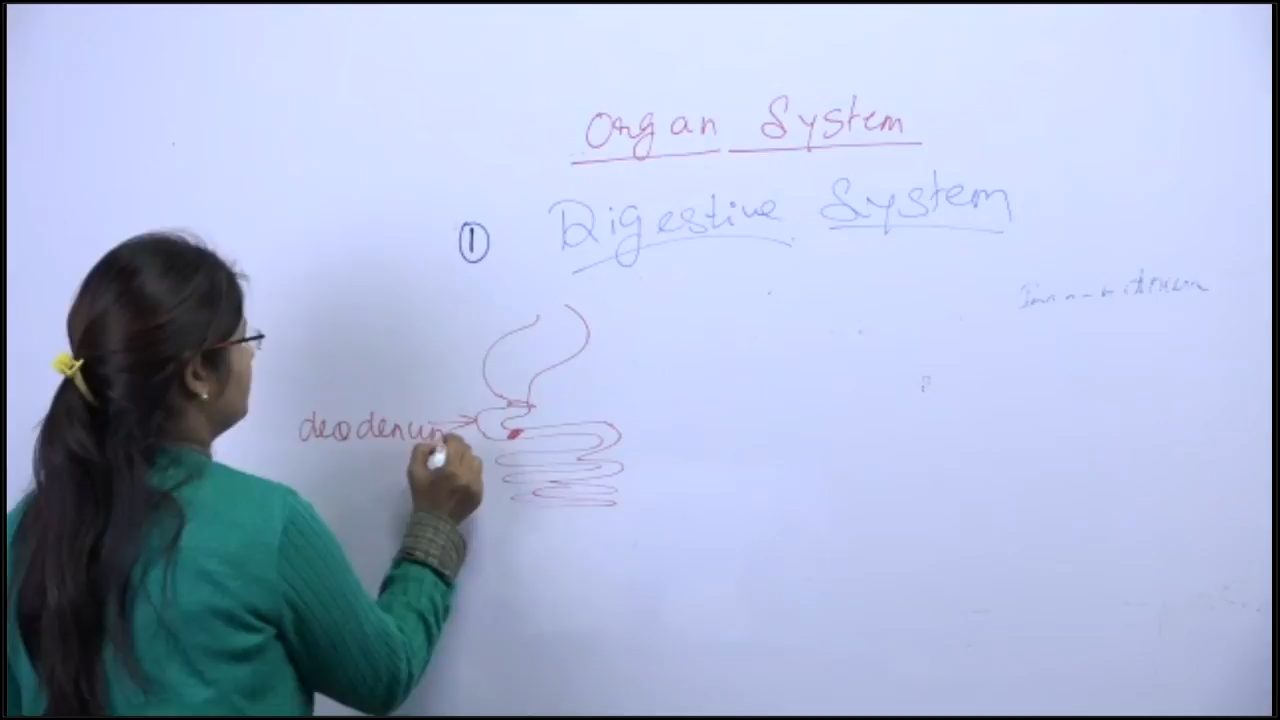 Organ System
① Digestive System
deodenum